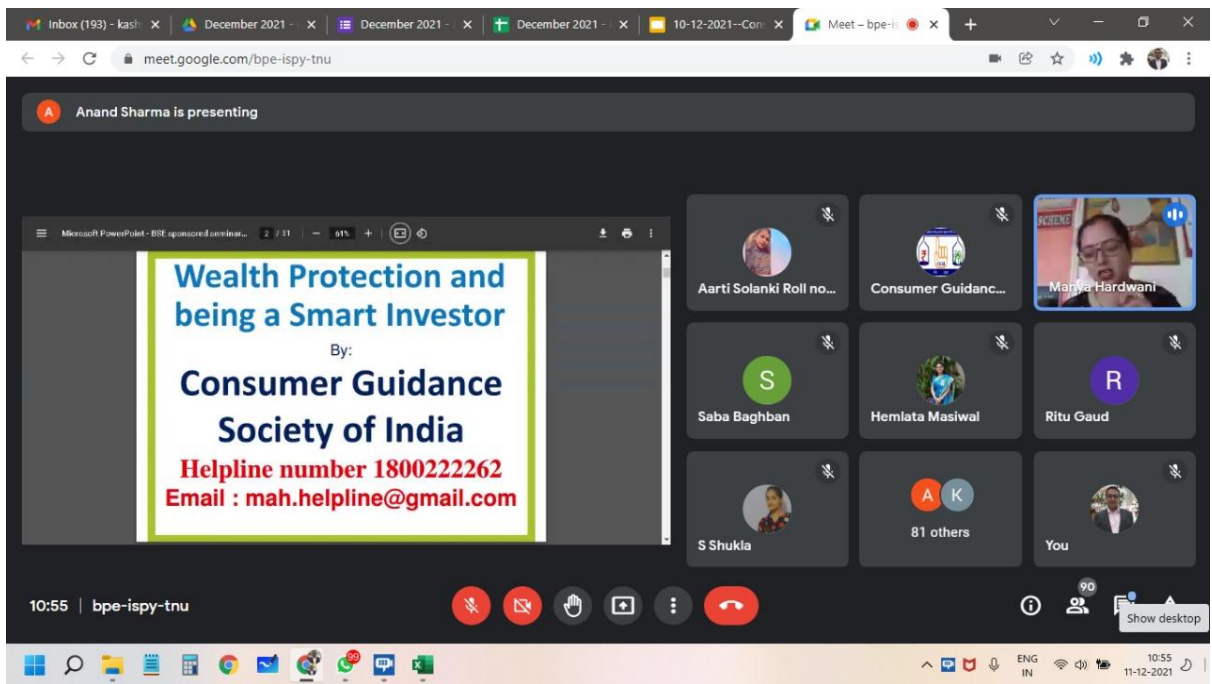 Inbox (193) - kash
December 2021 -
December 2021 -
December 2021 -
10-12-2021--Con
Meet – bpe-is
meet.google.com/bpe-ispy-tnu
A Anand Sharma is presenting
Microsoft PowerPoint - BSE sponsored seminar... 2 / 31 61%
Wealth Protection and
being a Smart Investor
By:
Consumer Guidance
Society of India
Helpline number 1800222262
Email : mah.helpline@gmail.com
Aarti Solanki Roll no...
Consumer Guidanc...
SCHEME
Manya Hardwani
S
Saba Baghban
Hemlata Masiwal
R
Ritu Gaud
S Shukla
A K
81 others
You
10:55 | bpe-ispy-tnu
90
Show desktop
99
ENG
IN
10:55
11-12-2021